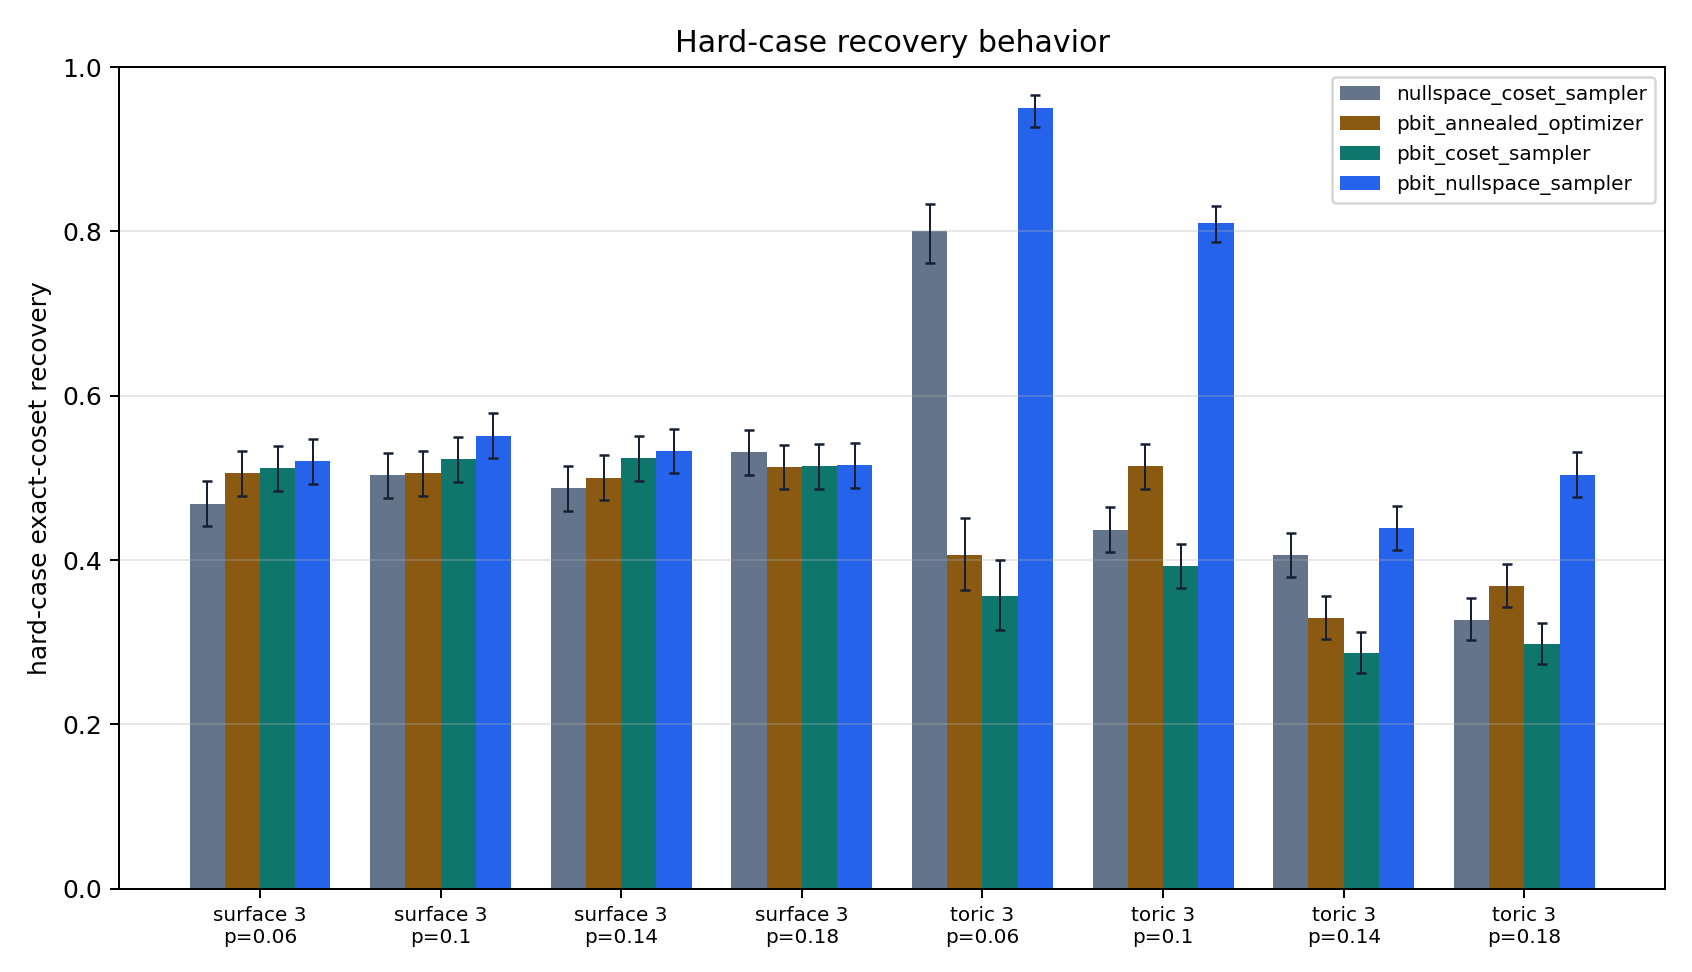 Hard-case recovery behavior
hard-case exact-coset recovery
1.0
0.8
0.6
0.4
0.2
0.0
nullspace_coset_sampler
pbit_annealed_optimizer
pbit_coset_sampler
pbit_nullspace_sampler
surface 3
p=0.06
surface 3
p=0.1
surface 3
p=0.14
surface 3
p=0.18
toric 3
p=0.06
toric 3
p=0.1
toric 3
p=0.14
toric 3
p=0.18